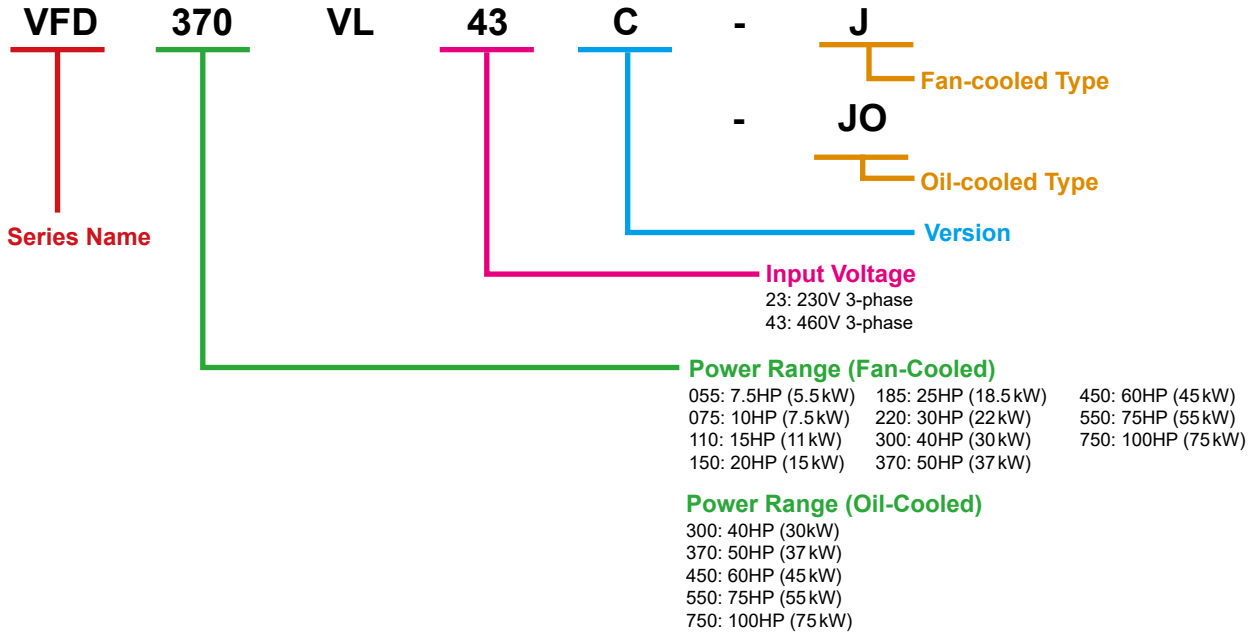 VFD 370 VL 43 C - J
Fan-cooled Type
- JO
Oil-cooled Type
Version
Series Name
Input Voltage
23: 230V 3-phase
43: 460V 3-phase
Power Range (Fan-Cooled)
055: 7.5HP (5.5kW) 185: 25HP (18.5kW) 450: 60HP (45kW)
075: 10HP (7.5kW) 220: 30HP (22kW) 550: 75HP (55kW)
110: 15HP (11kW) 300: 40HP (30kW) 750: 100HP (75kW)
150: 20HP (15kW) 370: 50HP (37kW)
Power Range (Oil-Cooled)
300: 40HP (30kW)
370: 50HP (37kW)
450: 60HP (45kW)
550: 75HP (55kW)
750: 100HP (75kW)